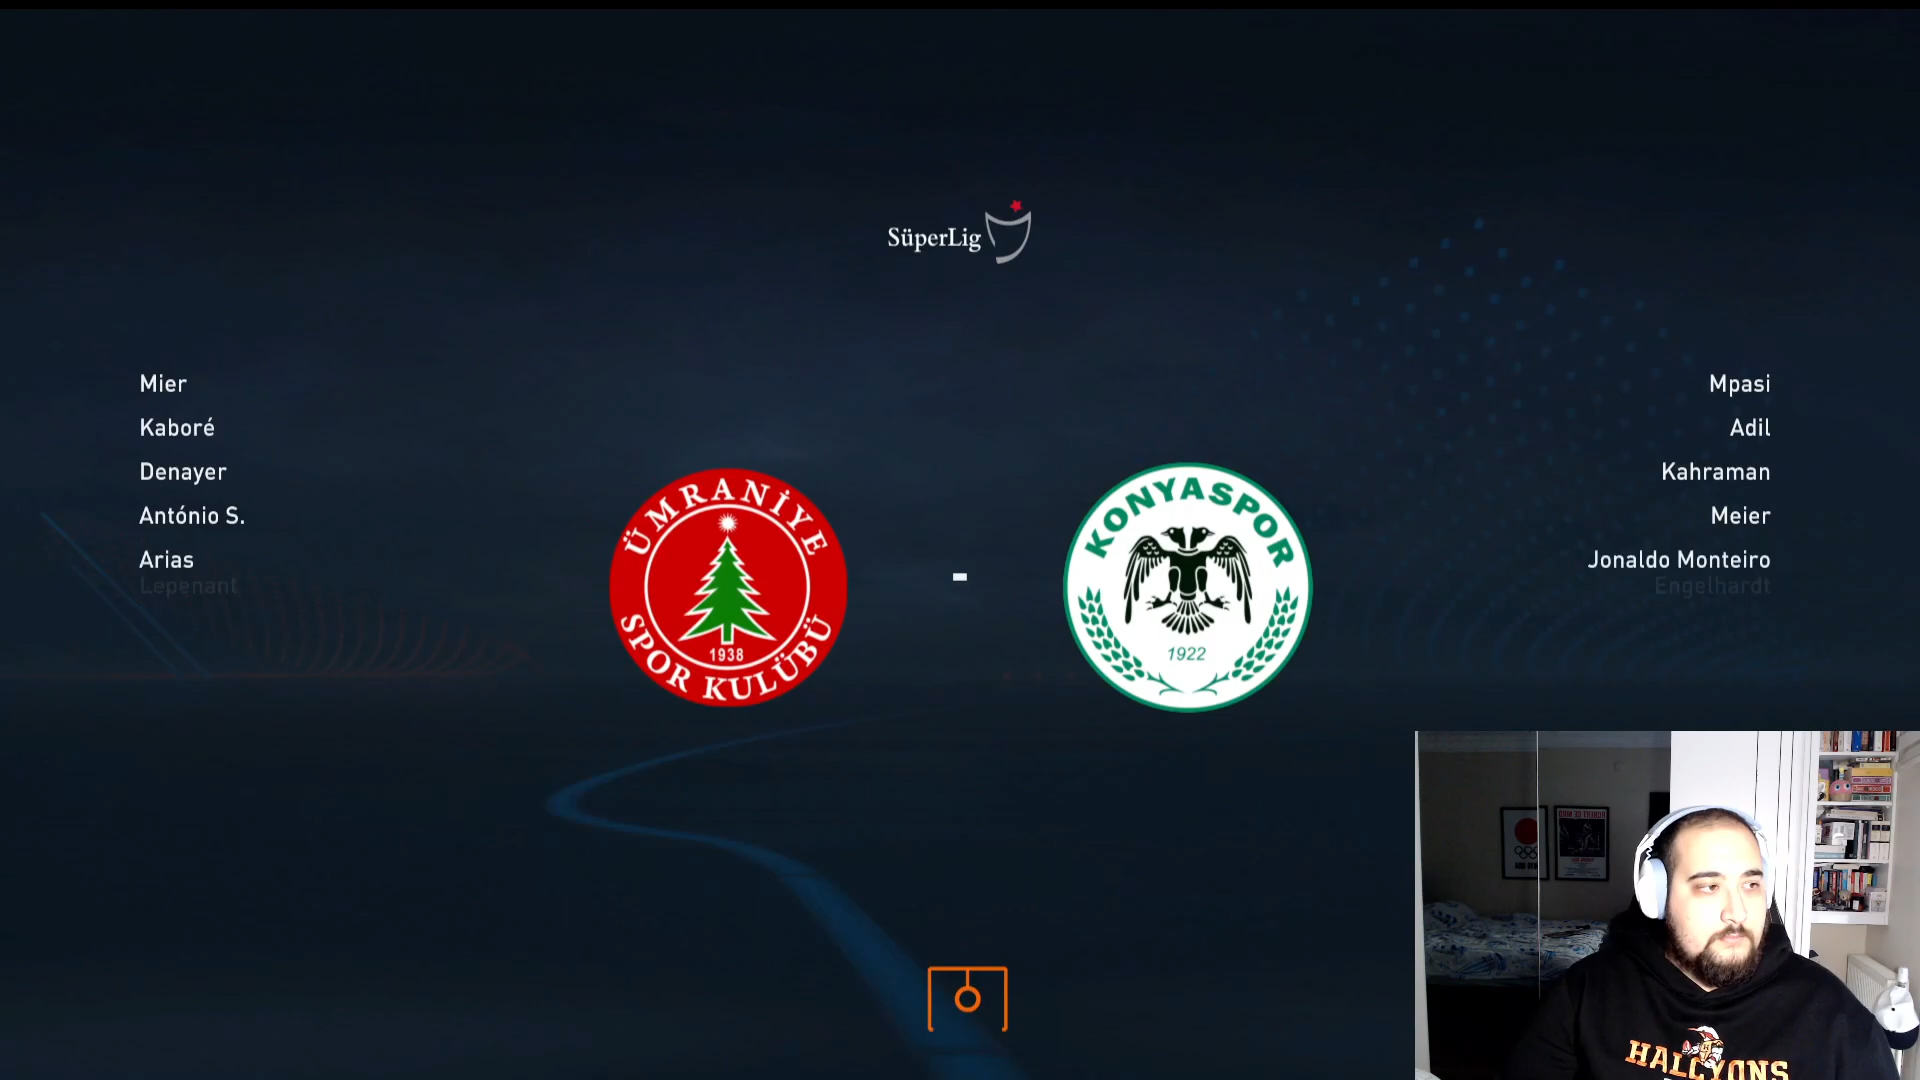 SüperLig
Mier
Kaboré
Denayer
António S.
Arias
Lepenant
ÜMRANİYE
SPOR KULÜBÜ
1938
-
KONYASPOR
1922
Mpasi
Adil
Kahraman
Meier
Jonaldo Monteiro
Engelhardt
HALCYONS